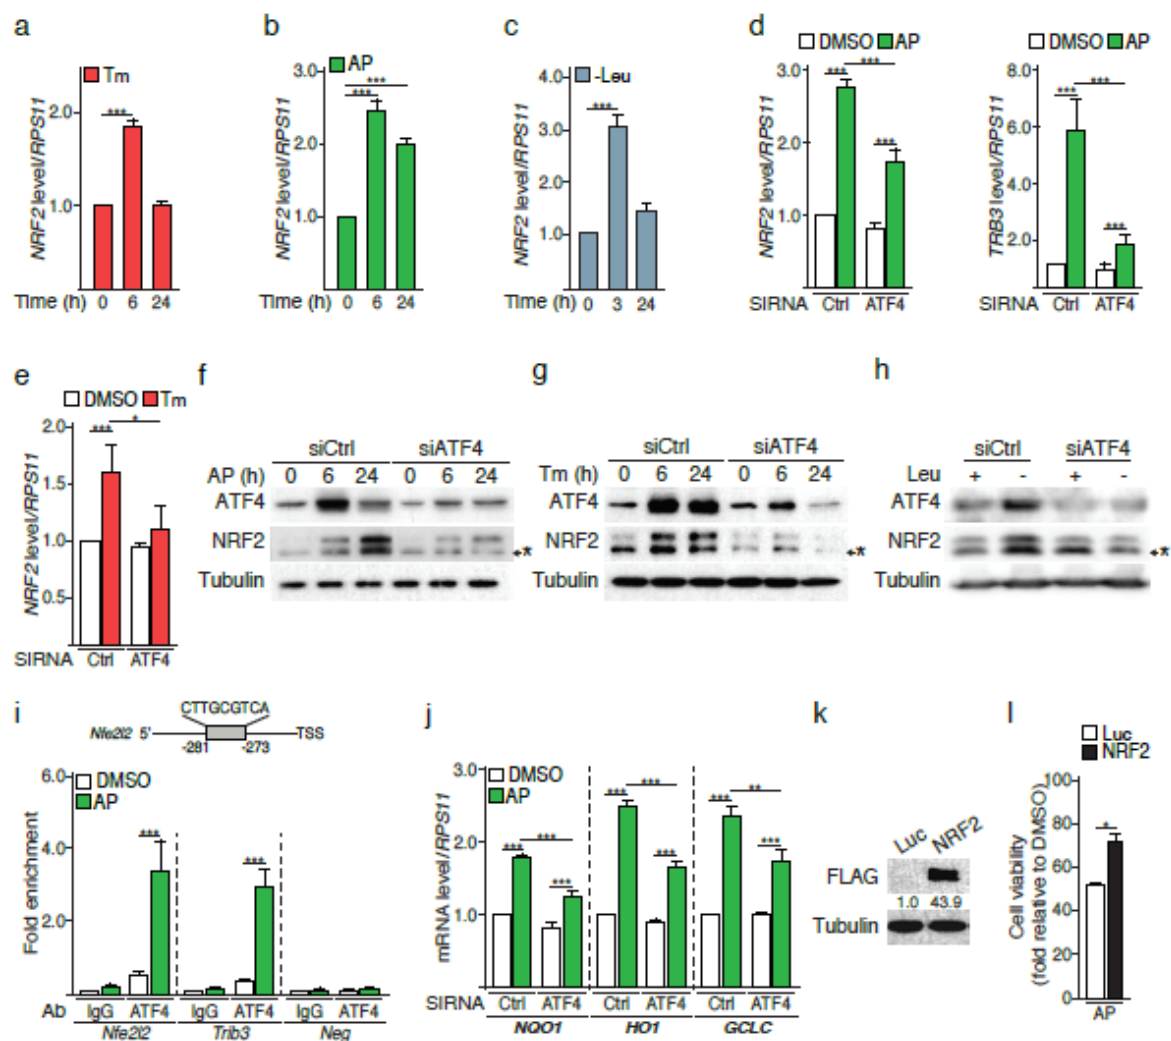 a
Tm
NRF2 level/RPS11
***
2.0
1.0
Time (h) 0 6 24
b
AP
NRF2 level/RPS11
***
***
3.0
2.0
1.0
Time (h) 0 6 24
c
-Leu
NRF2 level/RPS11
***
4.0
3.0
2.0
1.0
Time (h) 0 3 24
d
DMSO AP
NRF2 level/RPS11
*** ***
***
3.0
2.0
1.0
SIRNA Ctrl ATF4
DMSO AP
TRB3 level/RPS11
*** ***
***
8.0
6.0
4.0
2.0
SIRNA Ctrl ATF4
e
DMSO Tm
NRF2 level/RPS11
*** *
2.0
1.5
1.0
0.5
SIRNA Ctrl ATF4
f
siCtrl siATF4
AP (h) 0 6 24 0 6 24
ATF4
NRF2
*
Tubulin
g
siCtrl siATF4
Tm (h) 0 6 24 0 6 24
ATF4
NRF2
*
Tubulin
h
siCtrl siATF4
Leu + - + -
ATF4
NRF2
*
Tubulin
i
CTTGCGTCA
Nfe2l2 5' TSS
-281 -273
DMSO
AP
Fold enrichment
*** ***
6.0
4.0
2.0
Ab IgG ATF4 IgG ATF4 IgG ATF4
Nfe2l2 Trib3 Neg
j
DMSO
AP
mRNA level/RPS11
*** *** ***
*** *** ***
*** *** **
3.0
2.0
1.0
SIRNA Ctrl ATF4 Ctrl ATF4 Ctrl ATF4
NQO1 HO1 GCLC
k
Luc NRF2
FLAG
1.0 43.9
Tubulin
l
Luc
NRF2
Cell viability
(fold relative to DMSO)
*
100
80
60
40
20
0
AP